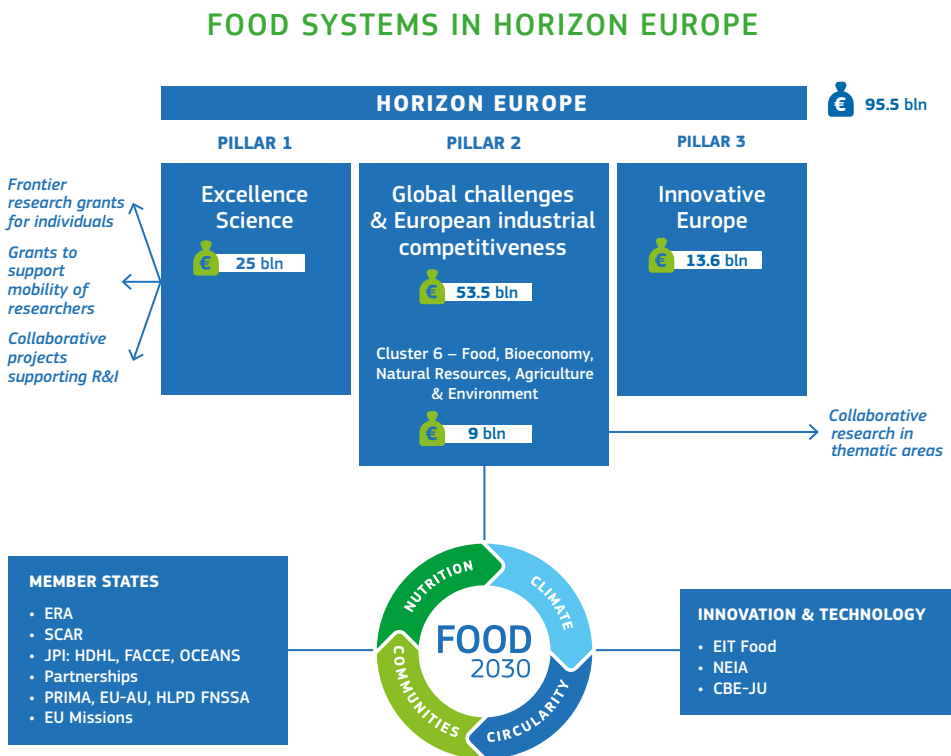 FOOD SYSTEMS IN HORIZON EUROPE
HORIZON EUROPE
€ 95.5 bln
PILLAR 1
PILLAR 2
PILLAR 3
Frontier
research grants
for individuals
Grants to
support
mobility of
researchers
Collaborative
projects
supporting R&I
Excellence
Science
€ 25 bln
Global challenges
& European industrial
competitiveness
€ 53.5 bln
Cluster 6 – Food, Bioeconomy,
Natural Resources, Agriculture
& Environment
€ 9 bln
Innovative
Europe
€ 13.6 bln
Collaborative
research in
thematic areas
MEMBER STATES
• ERA
• SCAR
• JPI: HDHL, FACCE, OCEANS
• Partnerships
• PRIMA, EU-AU, HLPD FNSSA
• EU Missions
NUTRITION
CLIMATE
CIRCULARITY
COMMUNITIES
FOOD
2030
INNOVATION & TECHNOLOGY
• EIT Food
• NEIA
• CBE-JU